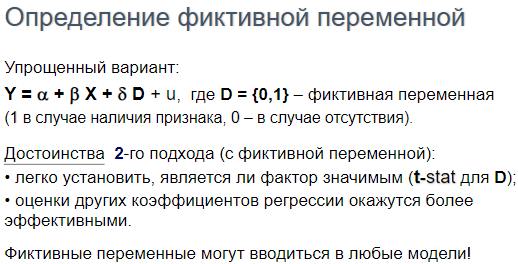 Определение фиктивной переменной
Упрощенный вариант:
Y = α + β X + δ D + u, где D = {0,1} – фиктивная переменная
(1 в случае наличия признака, 0 – в случае отсутствия).
Достоинства 2-го подхода (с фиктивной переменной):
• легко установить, является ли фактор значимым (t-stat для D);
• оценки других коэффициентов регрессии окажутся более
эффективными.
Фиктивные переменные могут вводиться в любые модели!